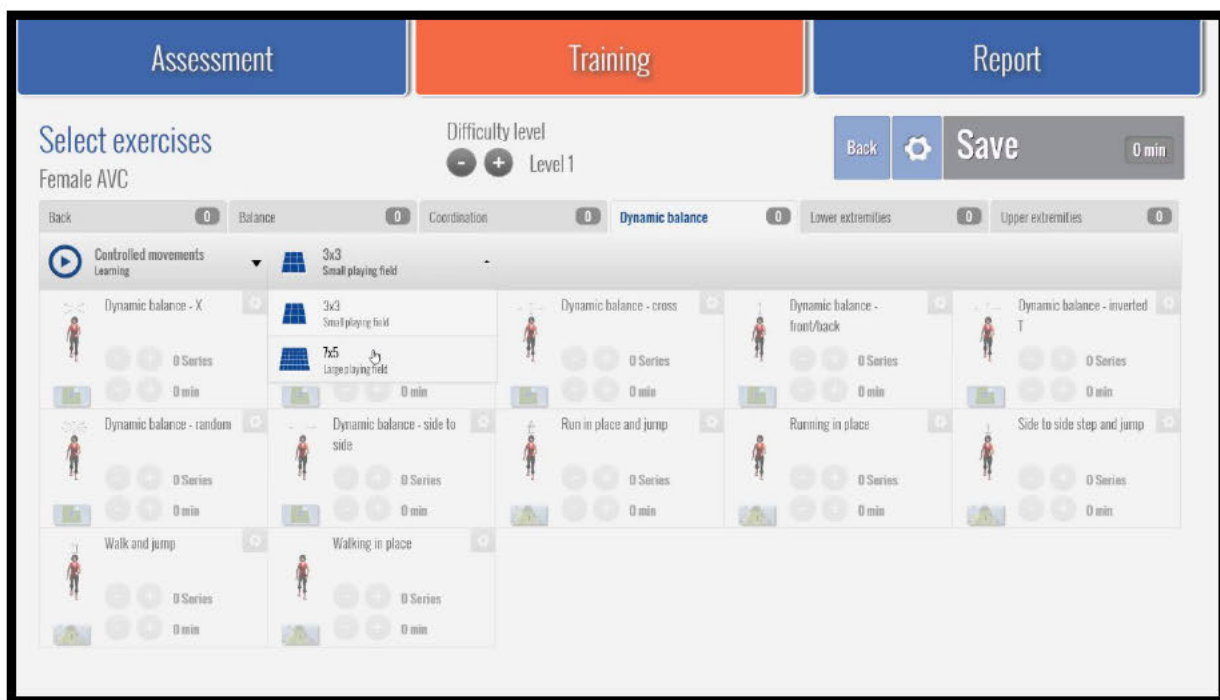 Assessment
Training
Report
Select exercises
Female AVC
Difficulty level
- + Level 1
Back
Save
0 min
Back 0
Balance 0
Coordination 0
Dynamic balance 0
Lower extremities 0
Upper extremities 0
Controlled movements
Learning
3x3
Small playing field
3x3
Small playing field
7x5
Large playing field
Dynamic balance - X
0 Series
0 min
0 min
Dynamic balance - cross
0 Series
0 min
Dynamic balance -
front/back
0 Series
0 min
Dynamic balance - inverted
T
0 Series
0 min
Dynamic balance - random
0 Series
0 min
Dynamic balance - side to
side
0 Series
0 min
Run in place and jump
0 Series
0 min
Running in place
0 Series
0 min
Side to side step and jump
0 Series
0 min
Walk and jump
0 Series
0 min
Walking in place
0 Series
0 min